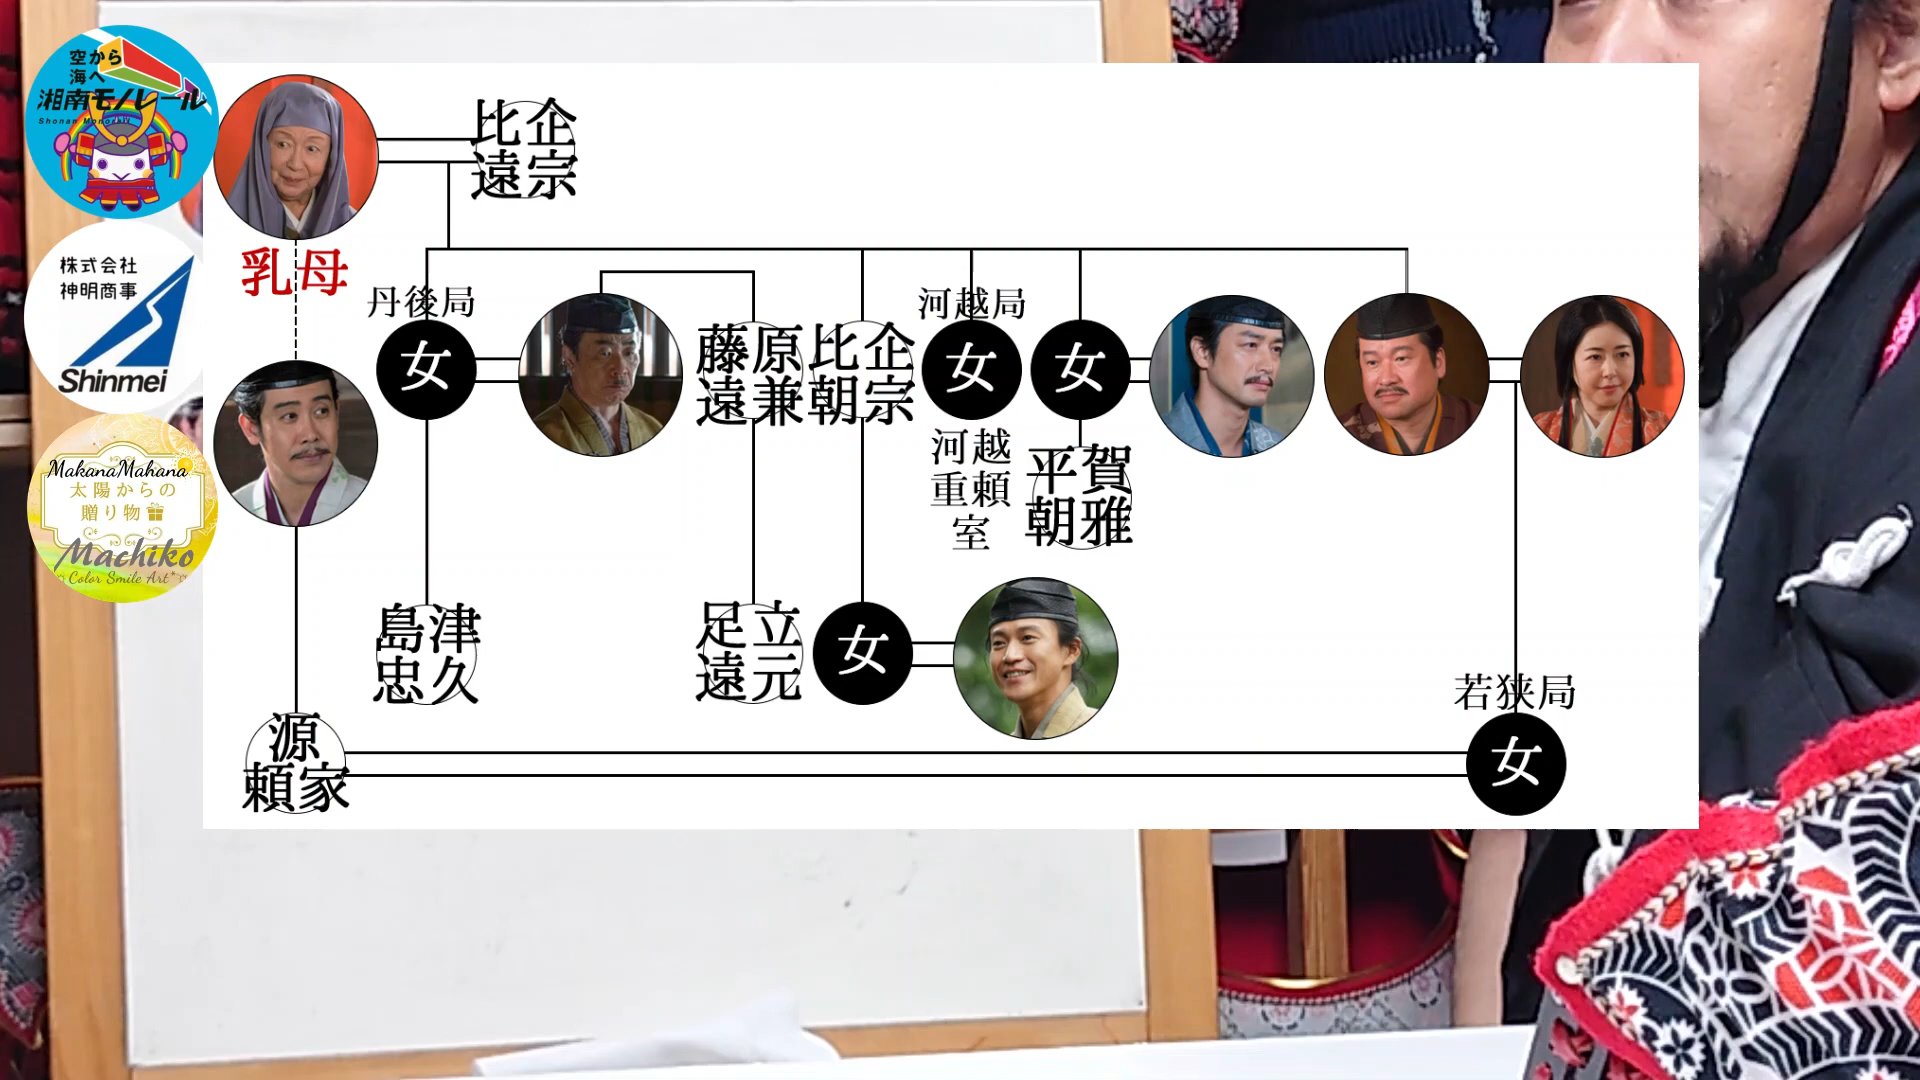 空から
海へ
湘南モノレール
Shonan Monorail
株式会社
神明商事
Shinmei
MakanaMahana
太陽からの
贈り物
Machiko
Color Smile Art
比企
遠宗
乳母
丹後局
女
藤原
遠兼
比企
朝宗
河越局
女
河越
重頼
室
女
平賀
朝雅
島津
忠久
足立
遠元
女
若狭局
女
源
頼家